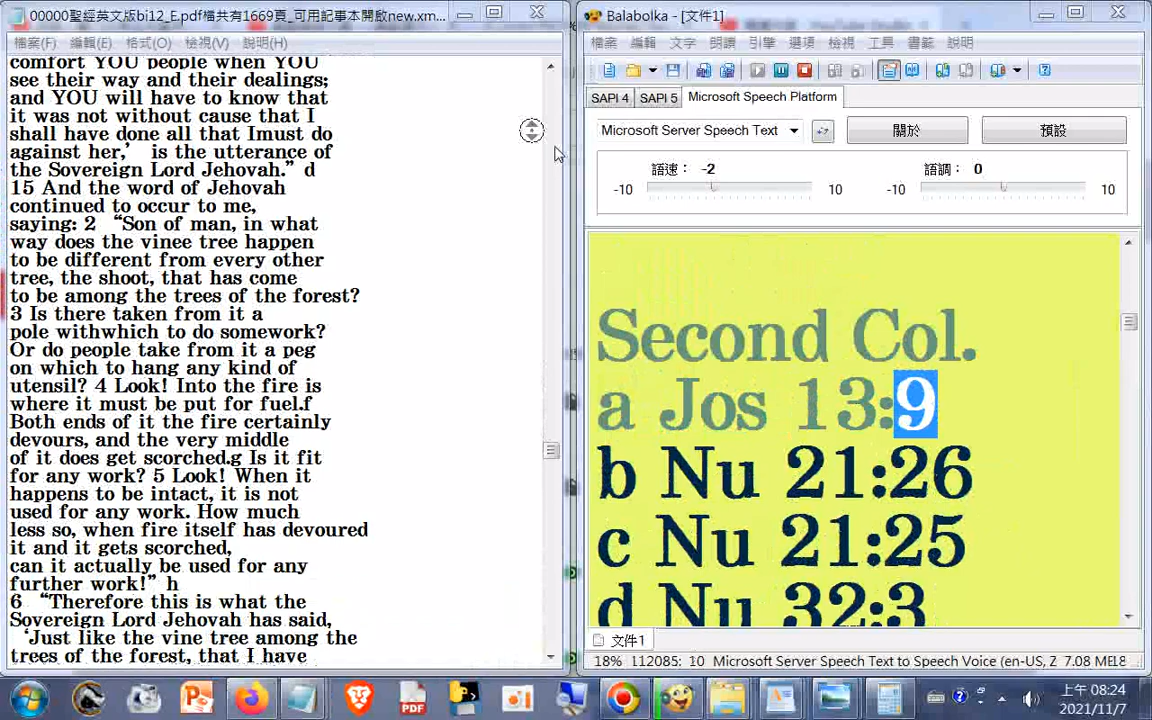 00000聖經英文版bi12_E.pdf檔共有1669頁_可用記事本開啟new.xm...
檔案(F) 編輯(E) 格式(O) 檢視(V) 說明(H)
comfort YOU people when YOU
see their way and their dealings;
and YOU will have to know that
it was not without cause that I
shall have done all that Imust do
against her,’ is the utterance of
the Sovereign Lord Jehovah.” d
15 And the word of Jehovah
continued to occur to me,
saying: 2 “Son of man, in what
way does the vinee tree happen
to be different from every other
tree, the shoot, that has come
to be among the trees of the forest?
3 Is there taken from it a
pole withwhich to do somework?
Or do people take from it a peg
on which to hang any kind of
utensil? 4 Look! Into the fire is
where it must be put for fuel.f
Both ends of it the fire certainly
devours, and the very middle
of it does get scorched.g Is it fit
for any work? 5 Look! When it
happens to be intact, it is not
used for any work. How much
less so, when fire itself has devoured
it and it gets scorched,
can it actually be used for any
further work!” h
6 “Therefore this is what the
Sovereign Lord Jehovah has said,
‘Just like the vine tree among the
trees of the forest, that I have
Balabolka - [文件1]
檔案 編輯 文字 朗讀 引擎 選項 檢視 工具 書籤 說明
SAPI 4 SAPI 5 Microsoft Speech Platform
Microsoft Server Speech Text 關於 預設
語速： -2 語調： 0
-10 10 -10 10
Second Col.
a Jos 13:9
b Nu 21:26
c Nu 21:25
d Nu 32:3
文件1
18% 112085: 10 Microsoft Server Speech Text to Speech Voice (en-US, Z 7.08 MEL8
PDF
上午 08:24
2021/11/7